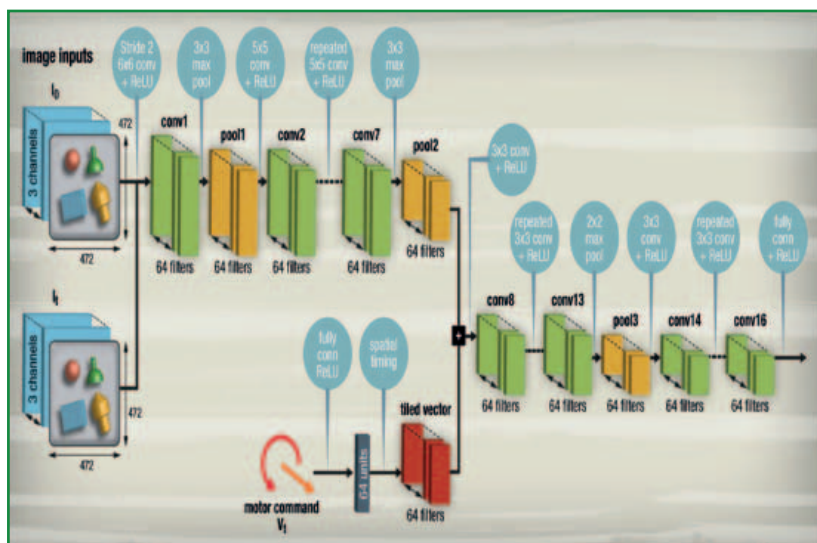 image inputs
I0
3 channels
472
472
It
3 channels
472
472
Stride 2
6x6 conv
+ ReLU
3x3
max
pool
5x5
conv
+ ReLU
repeated
5x5 conv
+ ReLU
3x3
max
pool
conv1
pool1
conv2
conv7
pool2
64 filters
64 filters
64 filters
64 filters
64 filters
3x3 conv
+ ReLU
repeated
3x3 conv
+ ReLU
2x2
max
pool
3x3
conv
+ ReLU
repeated
3x3 conv
+ ReLU
fully
conn
+ ReLU
+
conv8
conv13
pool3
conv14
conv16
64 filters
64 filters
64 filters
64 filters
64 filters
fully
conn
ReLU
spatial
timing
tiled vector
64 units
64 filters
motor command